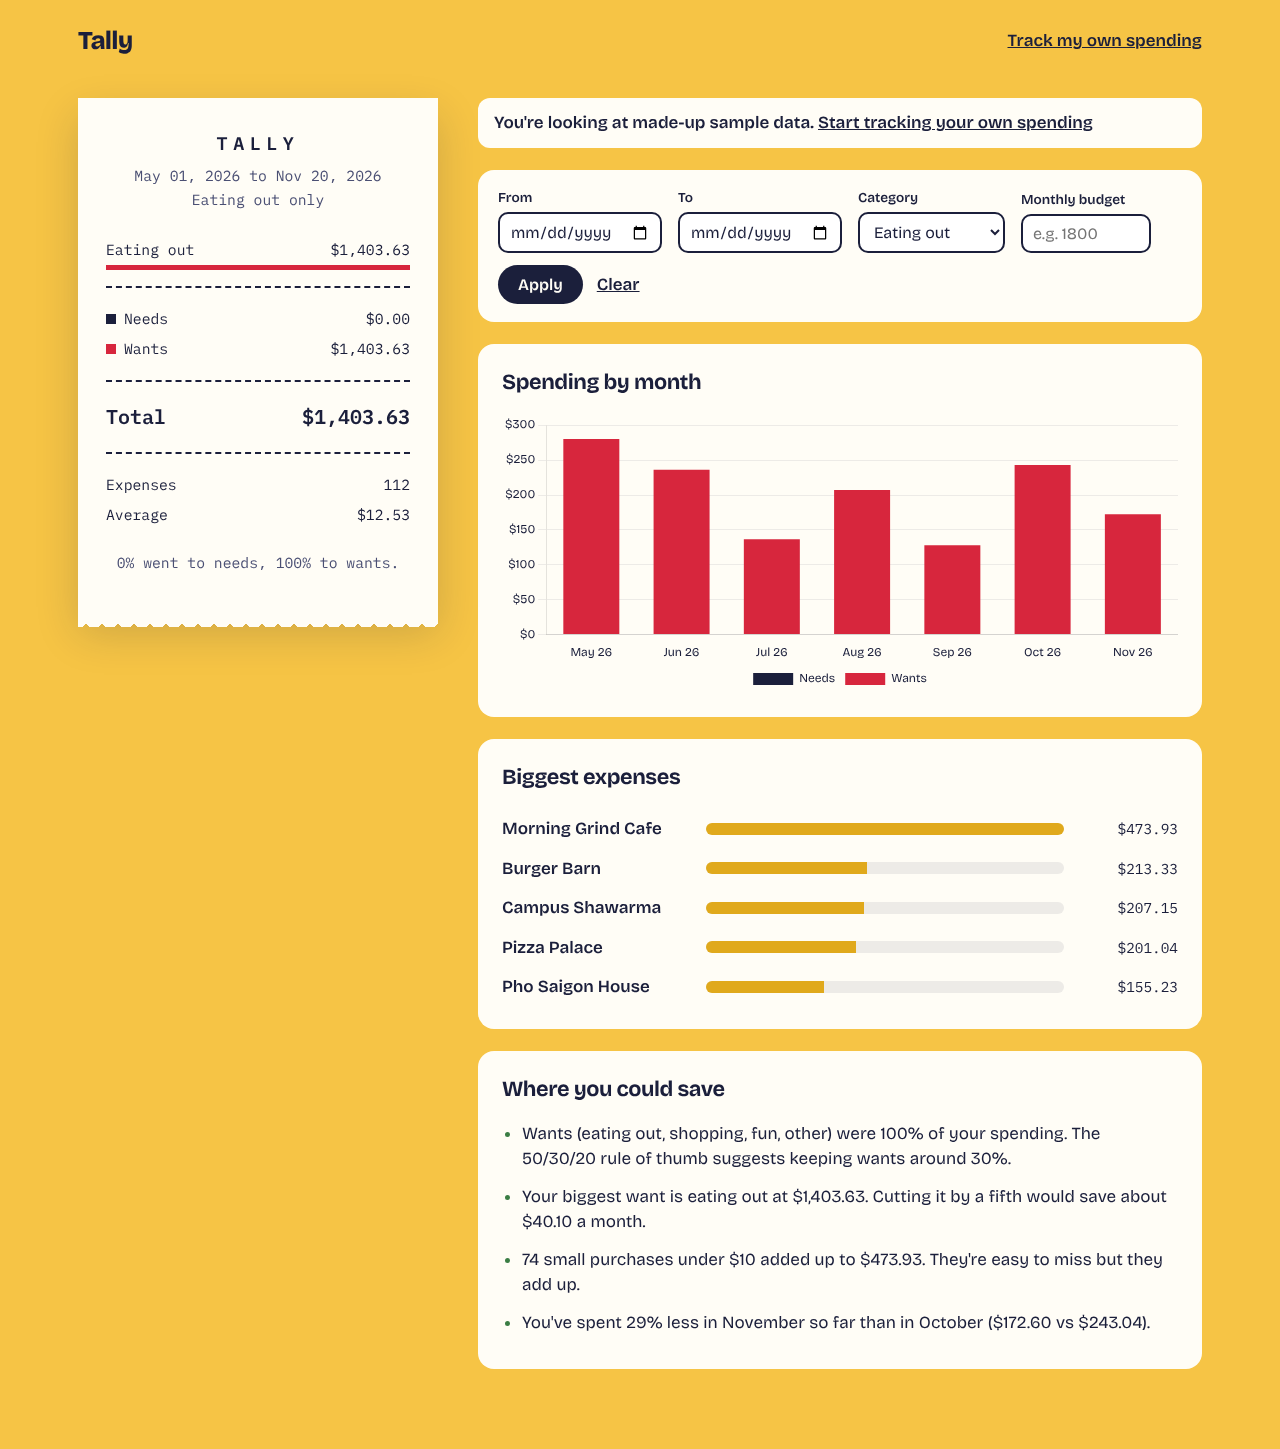 Tally
Track my own spending
TALLY
May 01, 2026 to Nov 20, 2026
Eating out only
Eating out $1,403.63
Needs $0.00
Wants $1,403.63
Total $1,403.63
Expenses 112
Average $12.53
0% went to needs, 100% to wants.
You're looking at made-up sample data. Start tracking your own spending
From To Category Monthly budget
mm/dd/yyyy mm/dd/yyyy Eating out e.g. 1800
Apply Clear
Spending by month
$300
$250
$200
$150
$100
$50
$0
May 26 Jun 26 Jul 26 Aug 26 Sep 26 Oct 26 Nov 26
Needs Wants
Biggest expenses
Morning Grind Cafe $473.93
Burger Barn $213.33
Campus Shawarma $207.15
Pizza Palace $201.04
Pho Saigon House $155.23
Where you could save
Wants (eating out, shopping, fun, other) were 100% of your spending. The
50/30/20 rule of thumb suggests keeping wants around 30%.
Your biggest want is eating out at $1,403.63. Cutting it by a fifth would save about
$40.10 a month.
74 small purchases under $10 added up to $473.93. They're easy to miss but they
add up.
You've spent 29% less in November so far than in October ($172.60 vs $243.04).